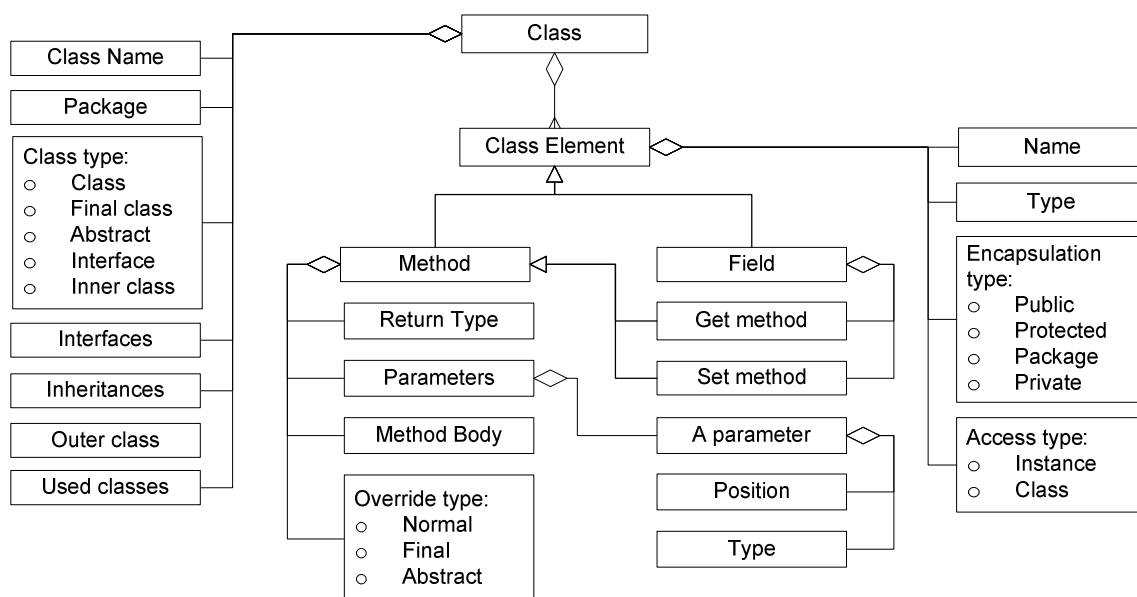 Class
Class Name
Package
Class type:
○ Class
○ Final class
○ Abstract
○ Interface
○ Inner class
Interfaces
Inheritances
Outer class
Used classes
Class Element
Method
Return Type
Parameters
Method Body
Override type:
○ Normal
○ Final
○ Abstract
Field
Get method
Set method
A parameter
Position
Type
Name
Type
Encapsulation
type:
○ Public
○ Protected
○ Package
○ Private
Access type:
○ Instance
○ Class